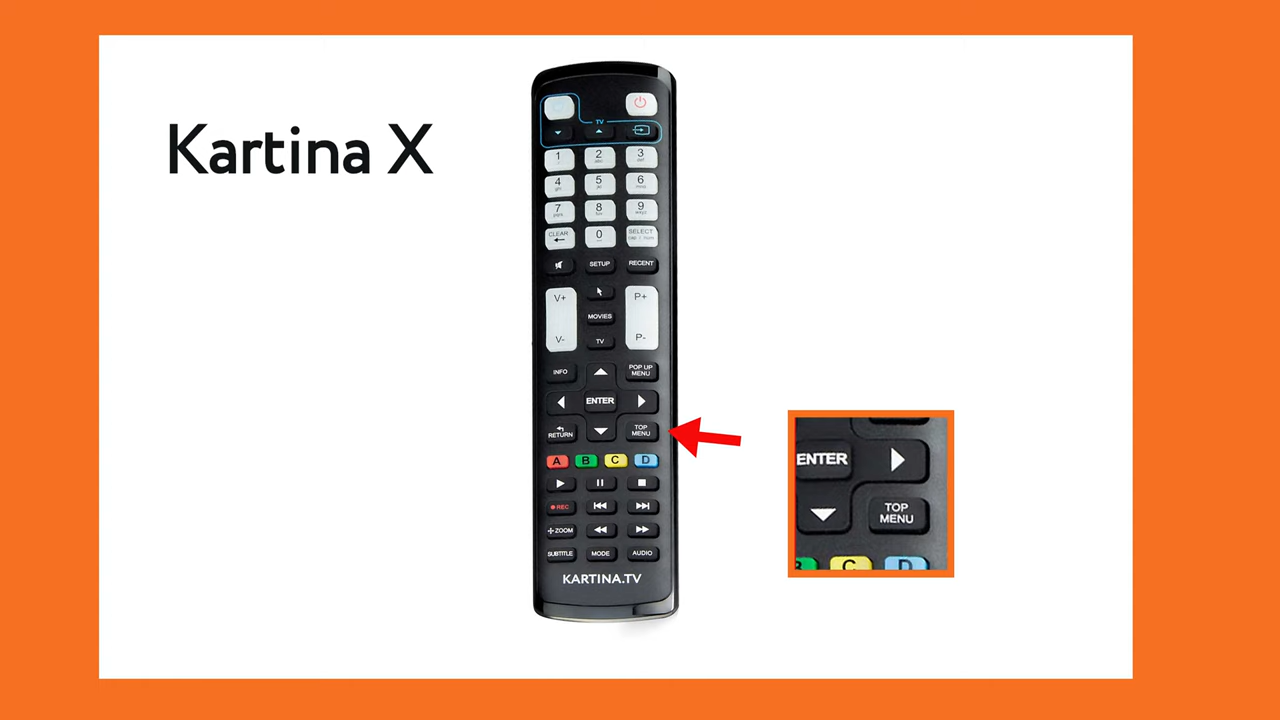 Kartina X
TV
1
2 abc
3 def
4 ghi
5 jkl
6 mno
7 pqrs
8 tuv
9 wxyz
CLEAR
0
SELECT
SETUP
RECENT
V+
P+
MOVIES
V-
P-
TV
INFO
POP UP
MENU
ENTER
RETURN
TOP
MENU
A B C D
REC
ZOOM
SUBTITLE
MODE
AUDIO
KARTINA.TV
ENTER
TOP
MENU
B C D